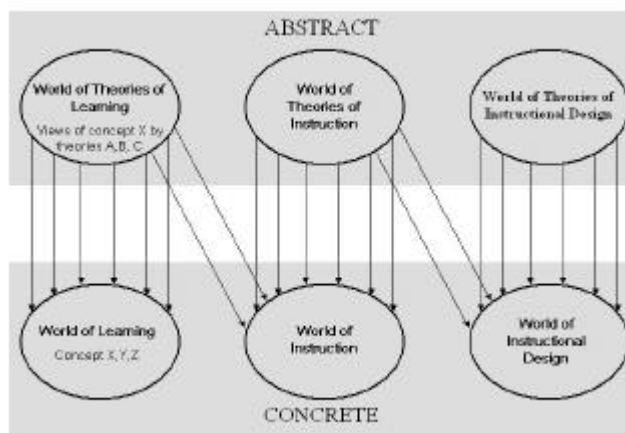 ABSTRACT
World of Theories of
Learning
Views of concept X by
theories A,B, C
World of
Theories of
Instruction
World of Theories of
Instructional Design
World of Learning
Concept X,Y,Z
World of
Instruction
World of
Instructional
Design
CONCRETE